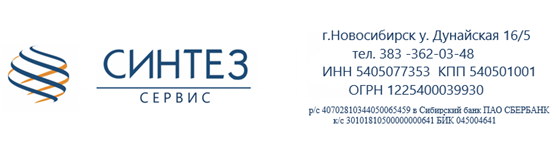 СИНТЕЗ
СЕРВИС
г.Новосибирск у. Дунайская 16/5
тел. 383 -362-03-48
ИНН 5405077353 КПП 540501001
ОГРН 1225400039930
р/с 40702810344050065459 в Сибирский банк ПАО СБЕРБАНК
к/с 30101810500000000641 БИК 045004641